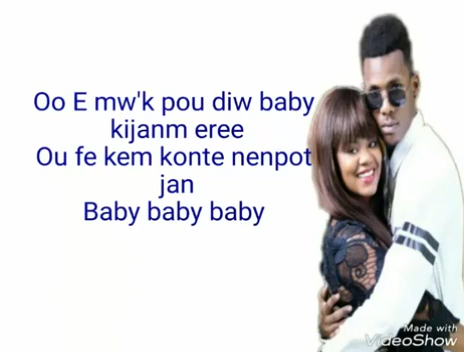 Oo E mw'k pou diw baby
kijanm eree
Ou fe kem konte nenpot
jan
Baby baby baby
Made with
VideoShow